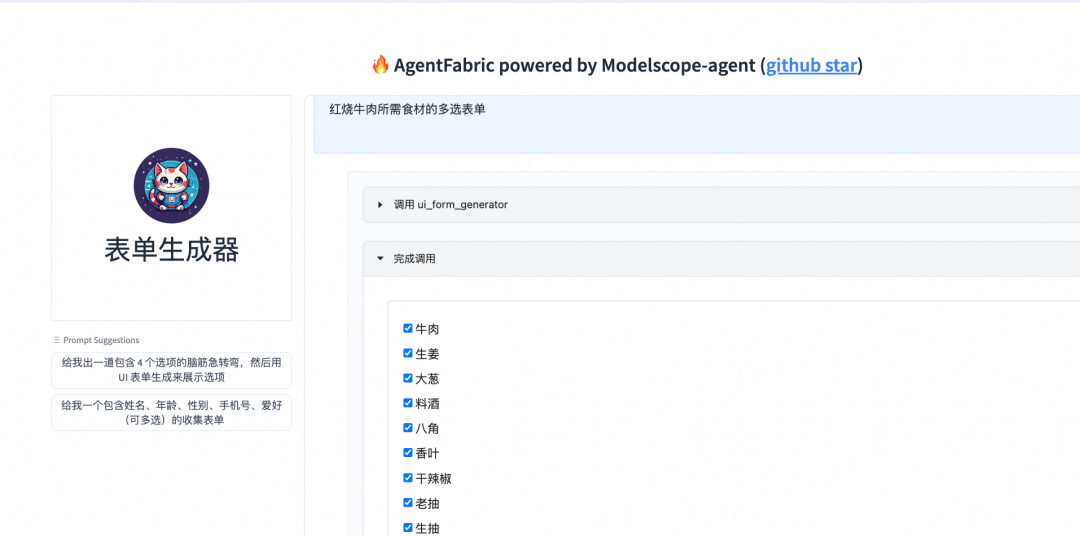 🔥 AgentFabric powered by Modelscope-agent (github star)
表单生成器
Prompt Suggestions
给我出一道包含 4 个选项的脑筋急转弯，然后用
UI 表单生成来展示选项
给我一个包含姓名、年龄、性别、手机号、爱好
（可多选）的收集表单
红烧牛肉所需食材的多选表单
调用 ui_form_generator
完成调用
牛肉
生姜
大葱
料酒
八角
香叶
干辣椒
老抽
生抽